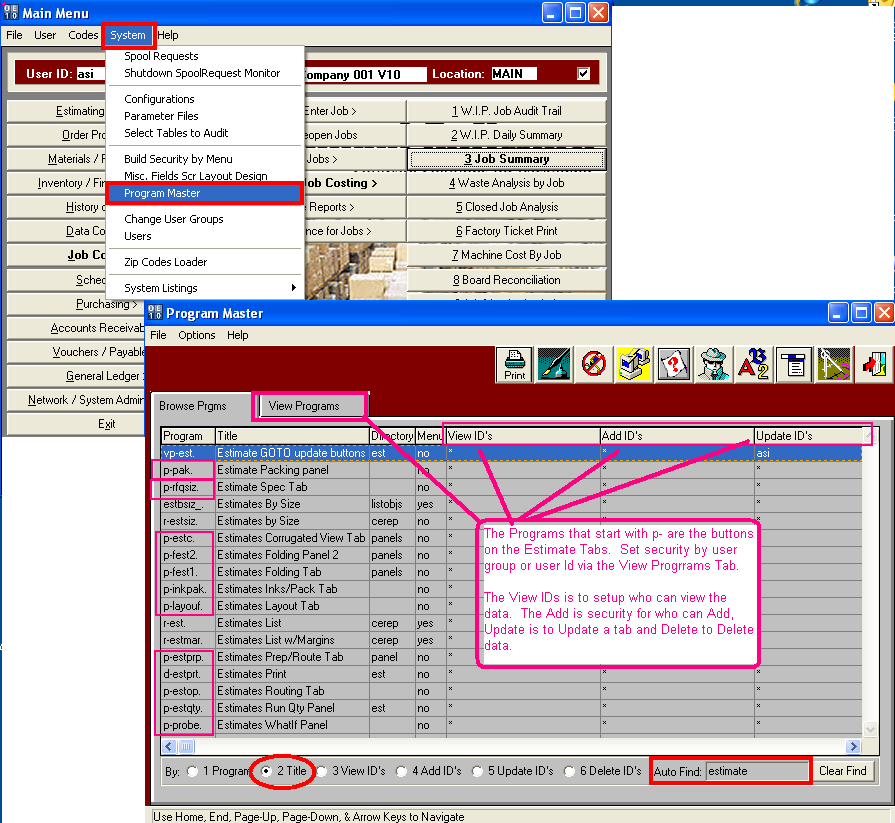 Main Menu
File User Codes System Help
User ID: asi
ompany 001 V10 Location: MAIN
Spool Requests
Shutdown SpoolRequest Monitor
Configurations
Parameter Files
Select Tables to Audit
Build Security by Menu
Misc. Fields Scr Layout Design
Program Master
Change User Groups
Users
Zip Codes Loader
System Listings
Estimating
Order Pro
Materials / F
Inventory / Fin
History
Data Co
Job Co
Sche
Purchasing >
Accounts Receivab
Vouchers / Payable
General Ledger
Network / System Admin
Exit
Enter Job >
eopen Jobs
Jobs >
ob Costing >
Reports >
nce for Jobs >
1 W.I.P. Job Audit Trail
2 W.I.P. Daily Summary
3 Job Summary
4 Waste Analysis by Job
5 Closed Job Analysis
6 Factory Ticket Print
7 Machine Cost By Job
8 Board Reconciliation
Program Master
File Options Help
Print
Browse Prgms View Programs
Program Title Directory Menu View ID's Add ID's Update ID's
vp-est. Estimate GOTO update buttons est no * * asi
p-pak. Estimate Packing panel no * * *
p-rfqsiz. Estimate Spec Tab no * * *
estbsiz_. Estimates By Size listobjs yes * * *
r-estsiz. Estimates by Size cerep no * * *
p-estc. Estimates Corrugated View Tab panels no * * *
p-fest2. Estimates Folding Panel 2 panels no * * *
p-fest1. Estimates Folding Tab panels no * * *
p-inkpak. Estimates Inks/Pack Tab no * *
p-layouf. Estimates Layout Tab no * *
r-est. Estimates List cerep yes * *
r-estmar. Estimates List w/Margins cerep yes * *
p-estprp. Estimates Prep/Route Tab panel no * * *
d-estprt. Estimates Print est no * * *
p-estop. Estimates Routing Tab no * * *
p-estqty. Estimates Run Qty Panel est no * * *
p-probe. Estimates WhatIf Panel no * * *
The Programs that start with p- are the buttons
on the Estimate Tabs. Set security by user
group or user Id via the View Progrrams Tab.
The View IDs is to setup who can view the
data. The Add is security for who can Add,
Update is to Update a tab and Delete to Delete
data.
By: 1 Program 2 Title 3 View ID's 4 Add ID's 5 Update ID's 6 Delete ID's Auto Find: estimate Clear Find
Use Home, End, Page-Up, Page-Down, & Arrow Keys to Navigate